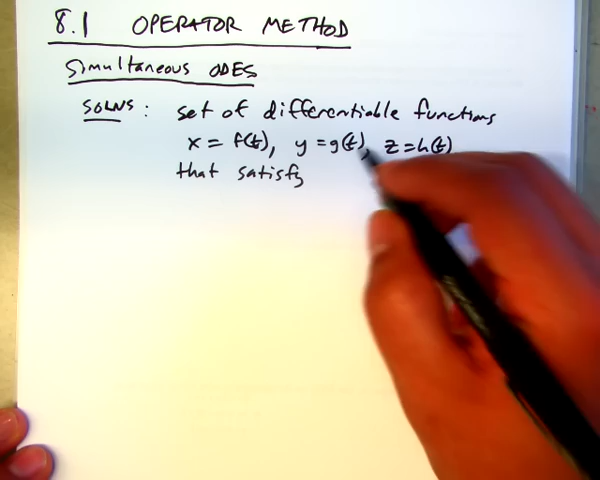 8.1 OPERATOR METHOD
Simultaneous ODES
SOLNS : set of differentiable functions
x = f(t), y = g(t), z = h(t)
that satisfy